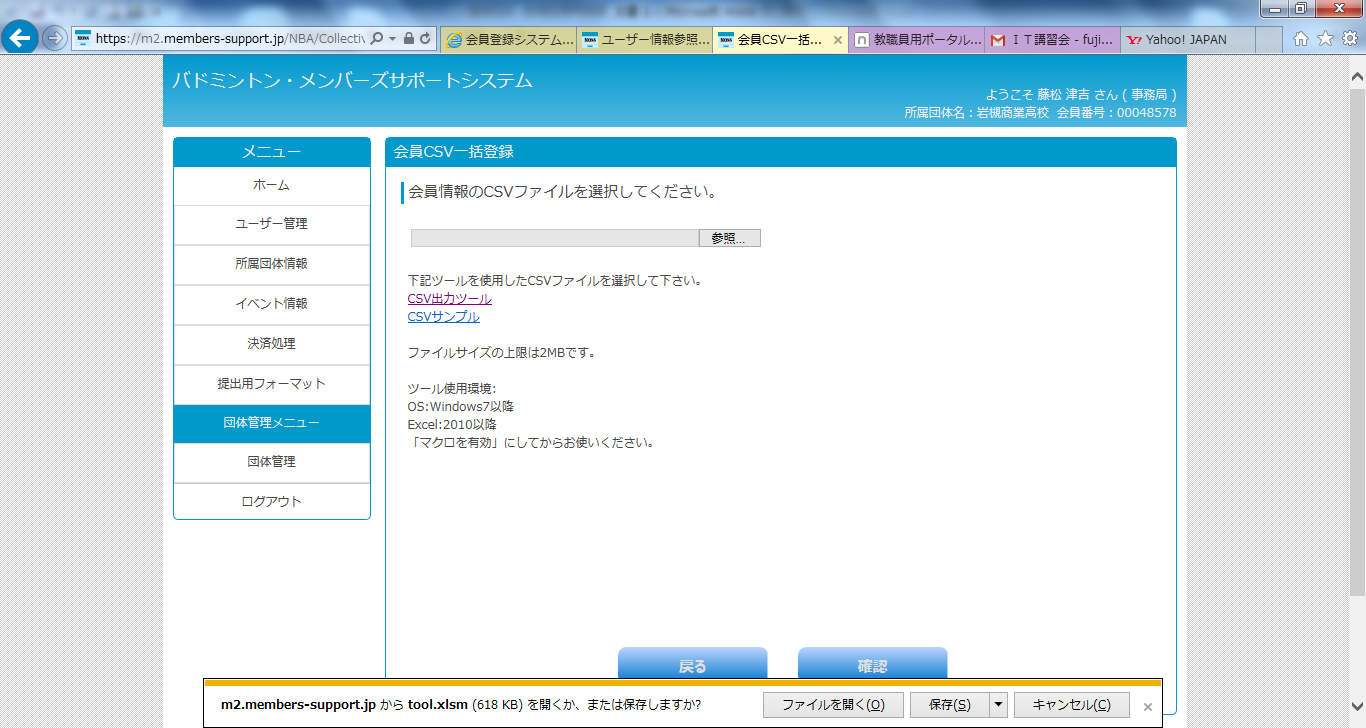 https://m2.members-support.jp/NBA/Collectiv
会員登録システム...
ユーザー情報参照...
会員CSV一括...
教職員用ポータル...
ＩＴ講習会 - fuji...
Yahoo! JAPAN
バドミントン・メンバーズサポートシステム
ようこそ 藤松 津吉 さん ( 事務局 )
所属団体名：岩槻商業高校 会員番号：00048578
メニュー
ホーム
ユーザー管理
所属団体情報
イベント情報
決済処理
提出用フォーマット
団体管理メニュー
団体管理
ログアウト
会員CSV一括登録
会員情報のCSVファイルを選択してください。
参照...
下記ツールを使用したCSVファイルを選択して下さい。
CSV出力ツール
CSVサンプル
ファイルサイズの上限は2MBです。
ツール使用環境:
OS:Windows7以降
Excel:2010以降
「マクロを有効」にしてからお使いください。
戻る
確認
m2.members-support.jp から tool.xlsm (618 KB) を開くか、または保存しますか?
ファイルを開く(O)
保存(S)
キャンセル(C)